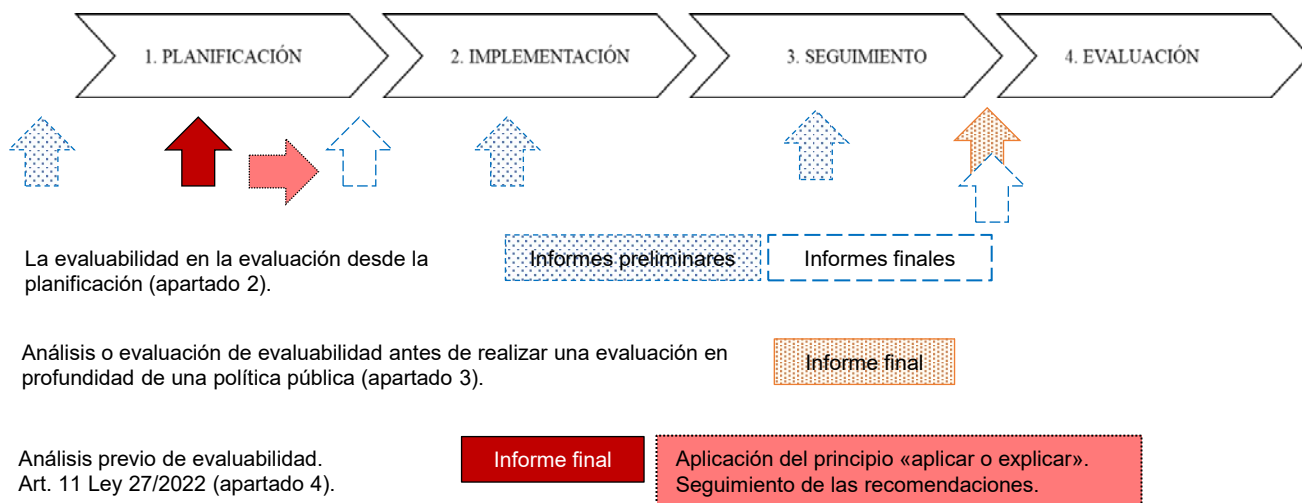 1. PLANIFICACIÓN
2. IMPLEMENTACIÓN
3. SEGUIMIENTO
4. EVALUACIÓN
La evaluabilidad en la evaluación desde la
planificación (apartado 2).
Informes preliminares
Informes finales
Análisis o evaluación de evaluabilidad antes de realizar una evaluación en
profundidad de una política pública (apartado 3).
Informe final
Análisis previo de evaluabilidad.
Art. 11 Ley 27/2022 (apartado 4).
Informe final
Aplicación del principio «aplicar o explicar».
Seguimiento de las recomendaciones.